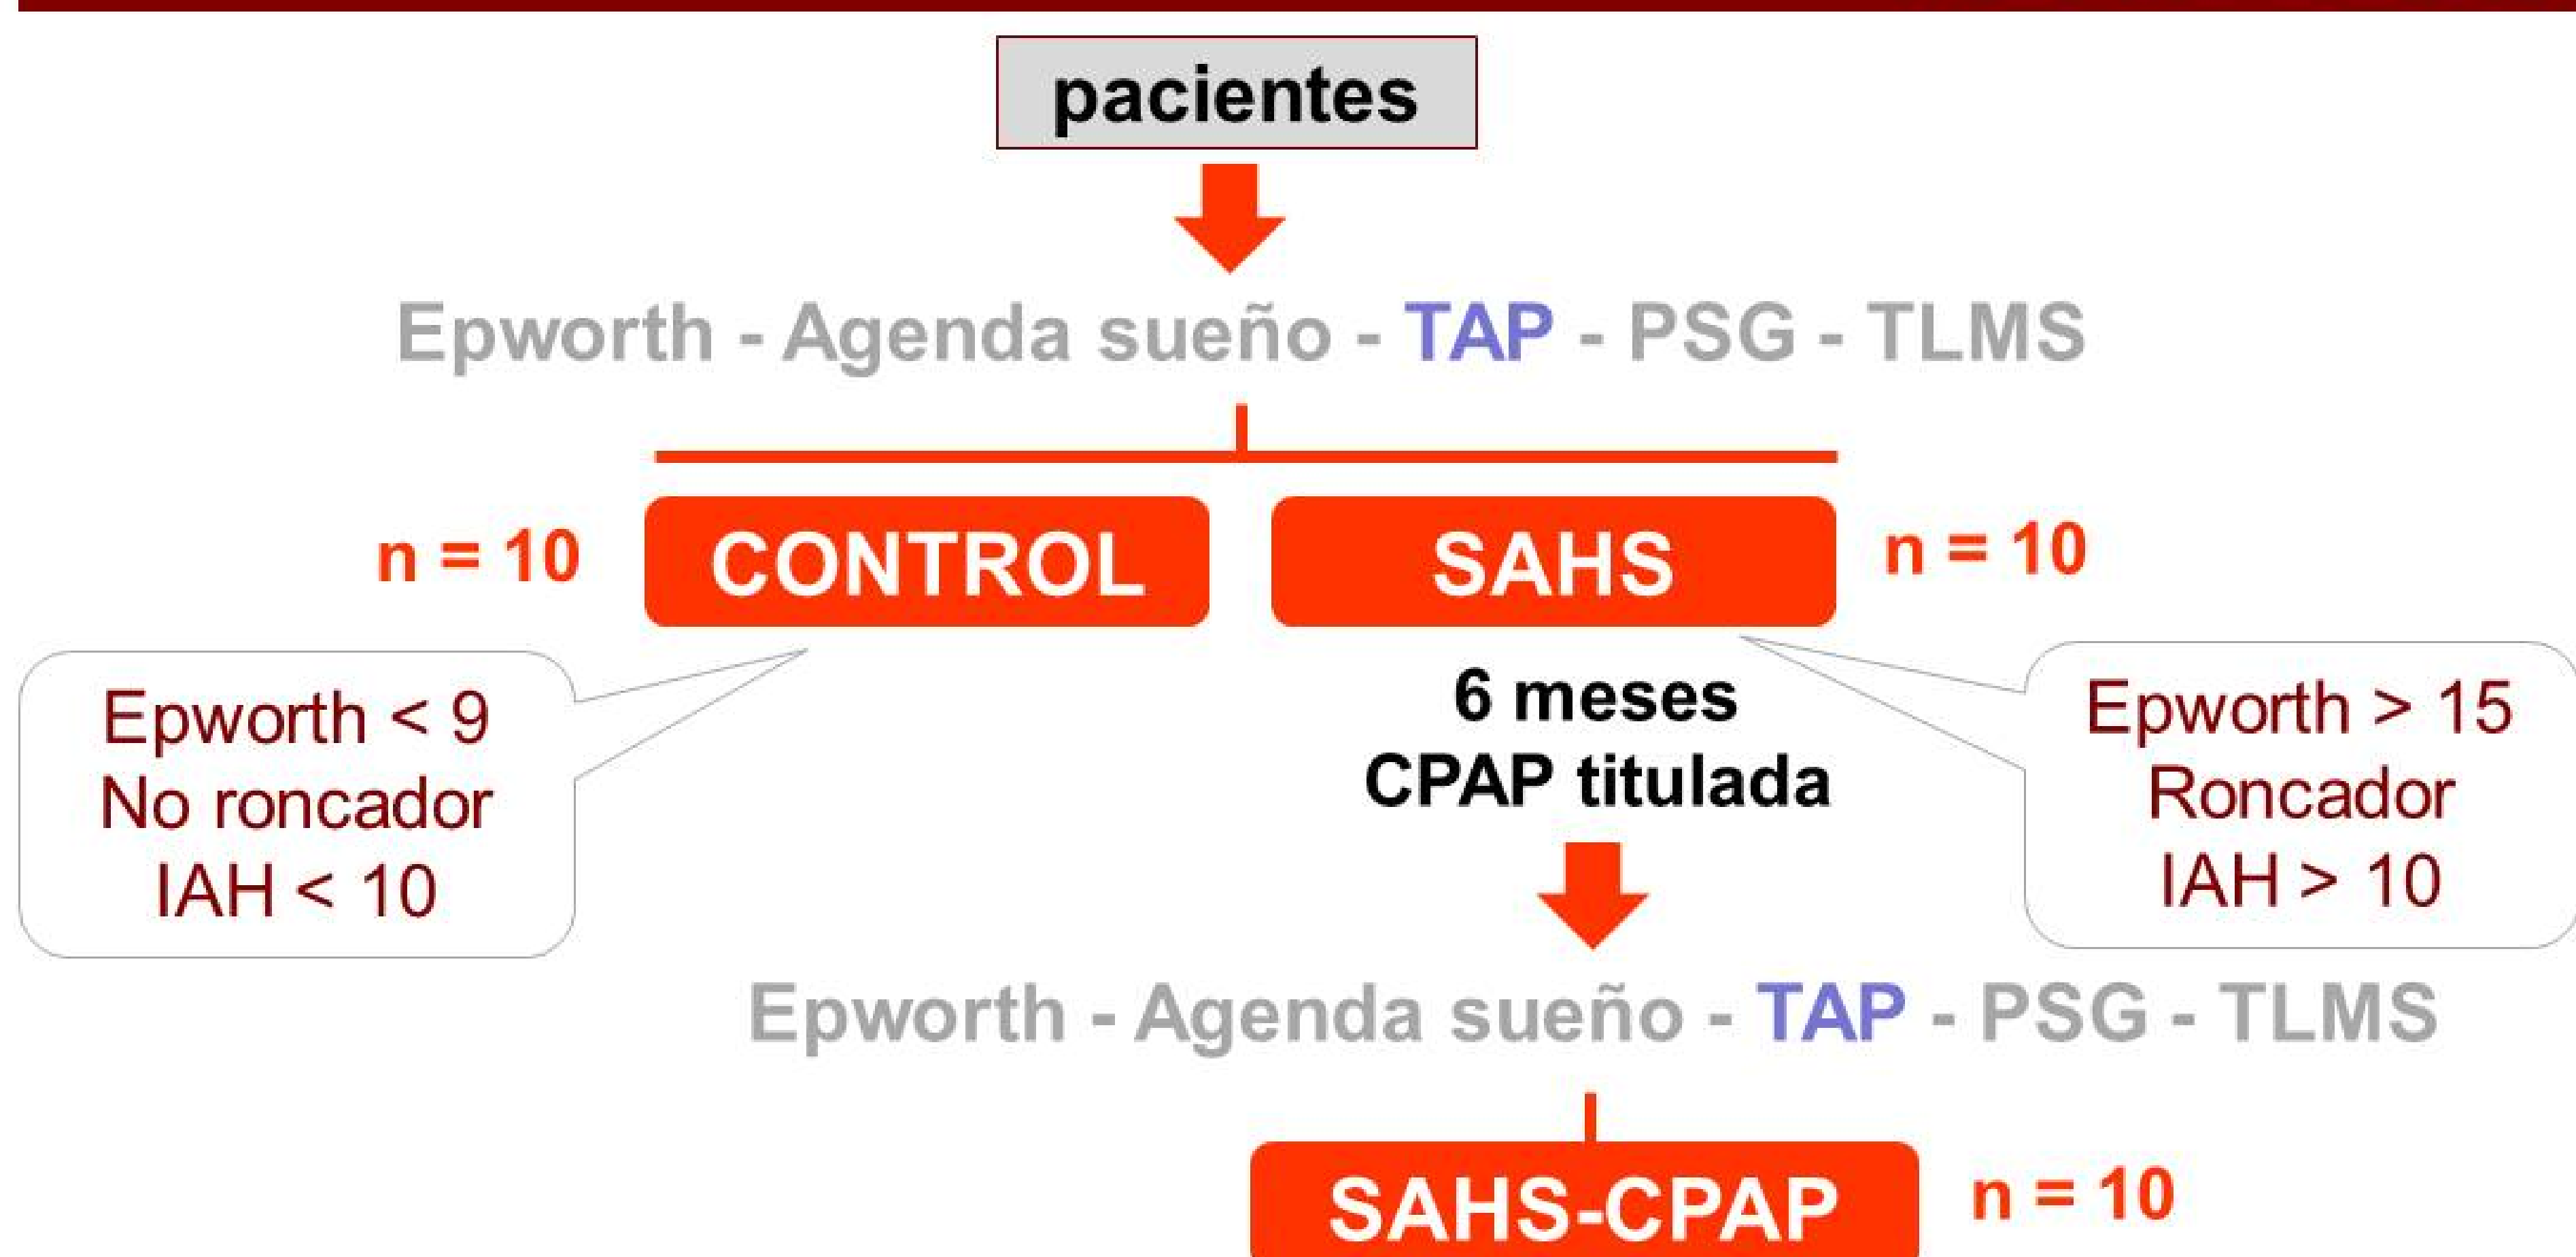 pacientes
Epworth - Agenda sueño - TAP - PSG - TLMS
n = 10
CONTROL
SAHS
n = 10
Epworth < 9
No roncador
IAH < 10
6 meses
CPAP titulada
Epworth > 15
Roncador
IAH > 10
Epworth - Agenda sueño - TAP - PSG - TLMS
SAHS-CPAP
n = 10